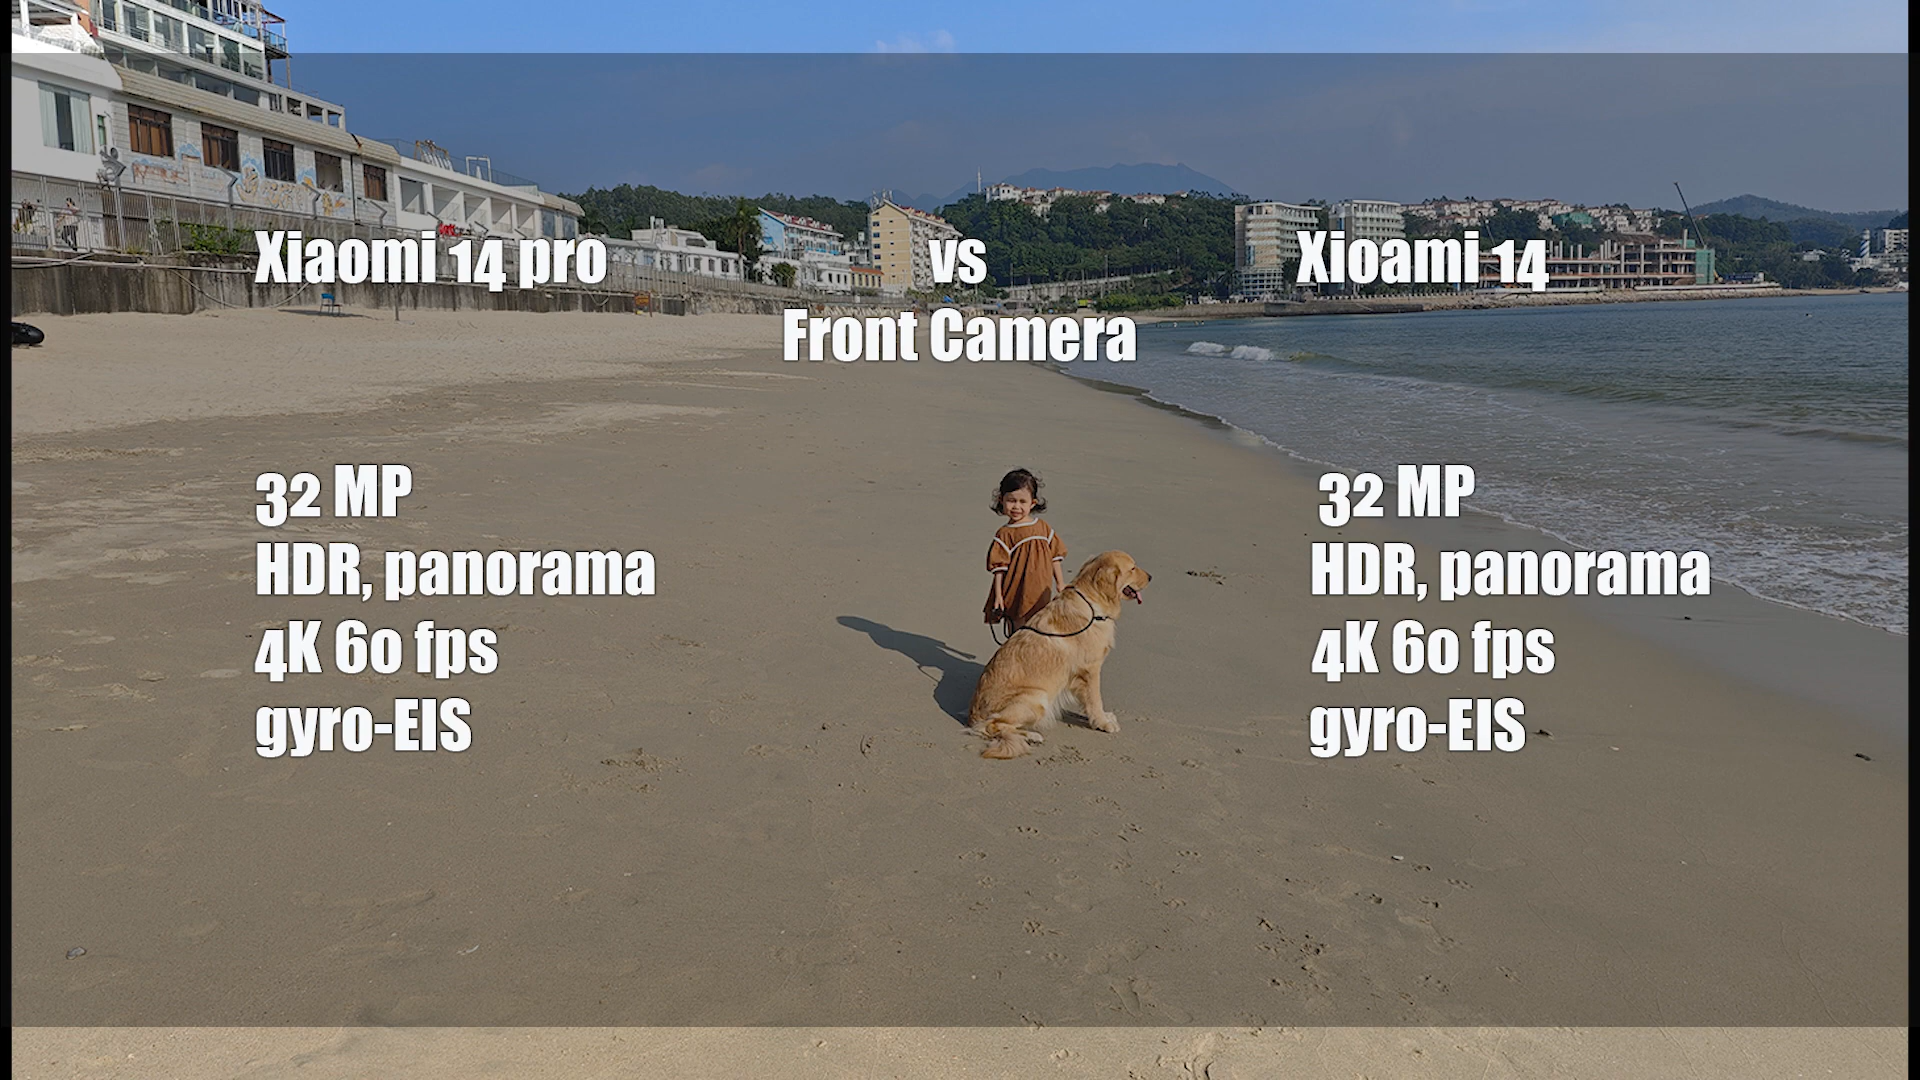 Xiaomi 14 pro vs Xioami 14
Front Camera
32 MP 32 MP
HDR, panorama HDR, panorama
4K 60 fps 4K 60 fps
gyro-EIS gyro-EIS